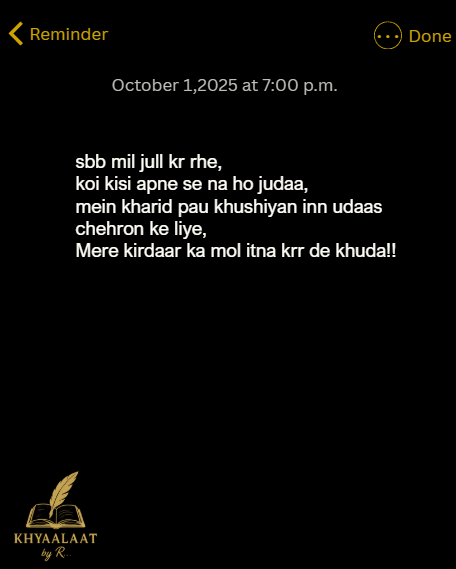 Reminder
Done
October 1,2025 at 7:00 p.m.
sbb mil jull kr rhe,
koi kisi apne se na ho judaa,
mein kharid pau khushiyan inn udaas
chehron ke liye,
Mere kirdaar ka mol itna krr de khuda!!
KHYAALAAT
by R...